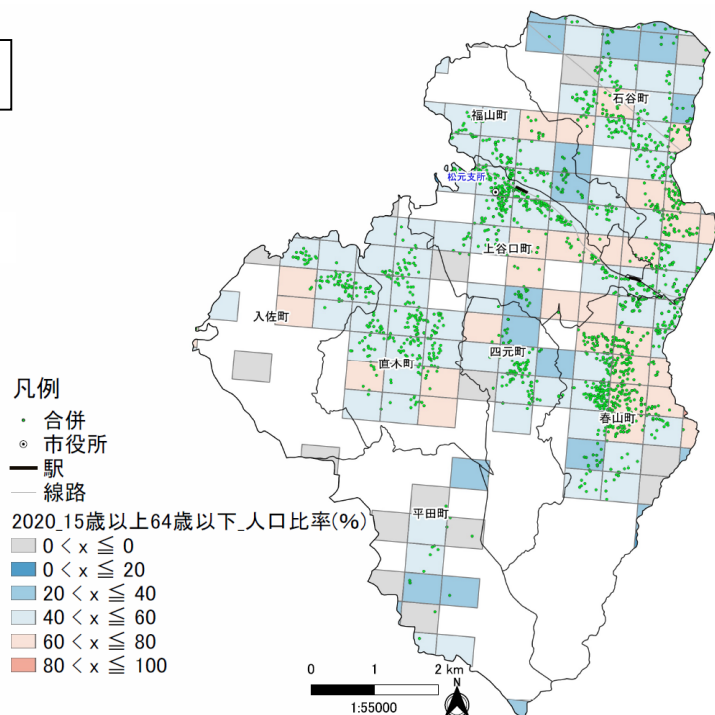 石谷町
福山町
松元支所
上谷口町
入佐町
直木町
四元町
春山町
平田町
凡例
合併
市役所
駅
線路
2020_15歳以上64歳以下_人口比率(%)
0 < x ≦ 0
0 < x ≦ 20
20 < x ≦ 40
40 < x ≦ 60
60 < x ≦ 80
80 < x ≦ 100
0 1 2 km
N
1:55000